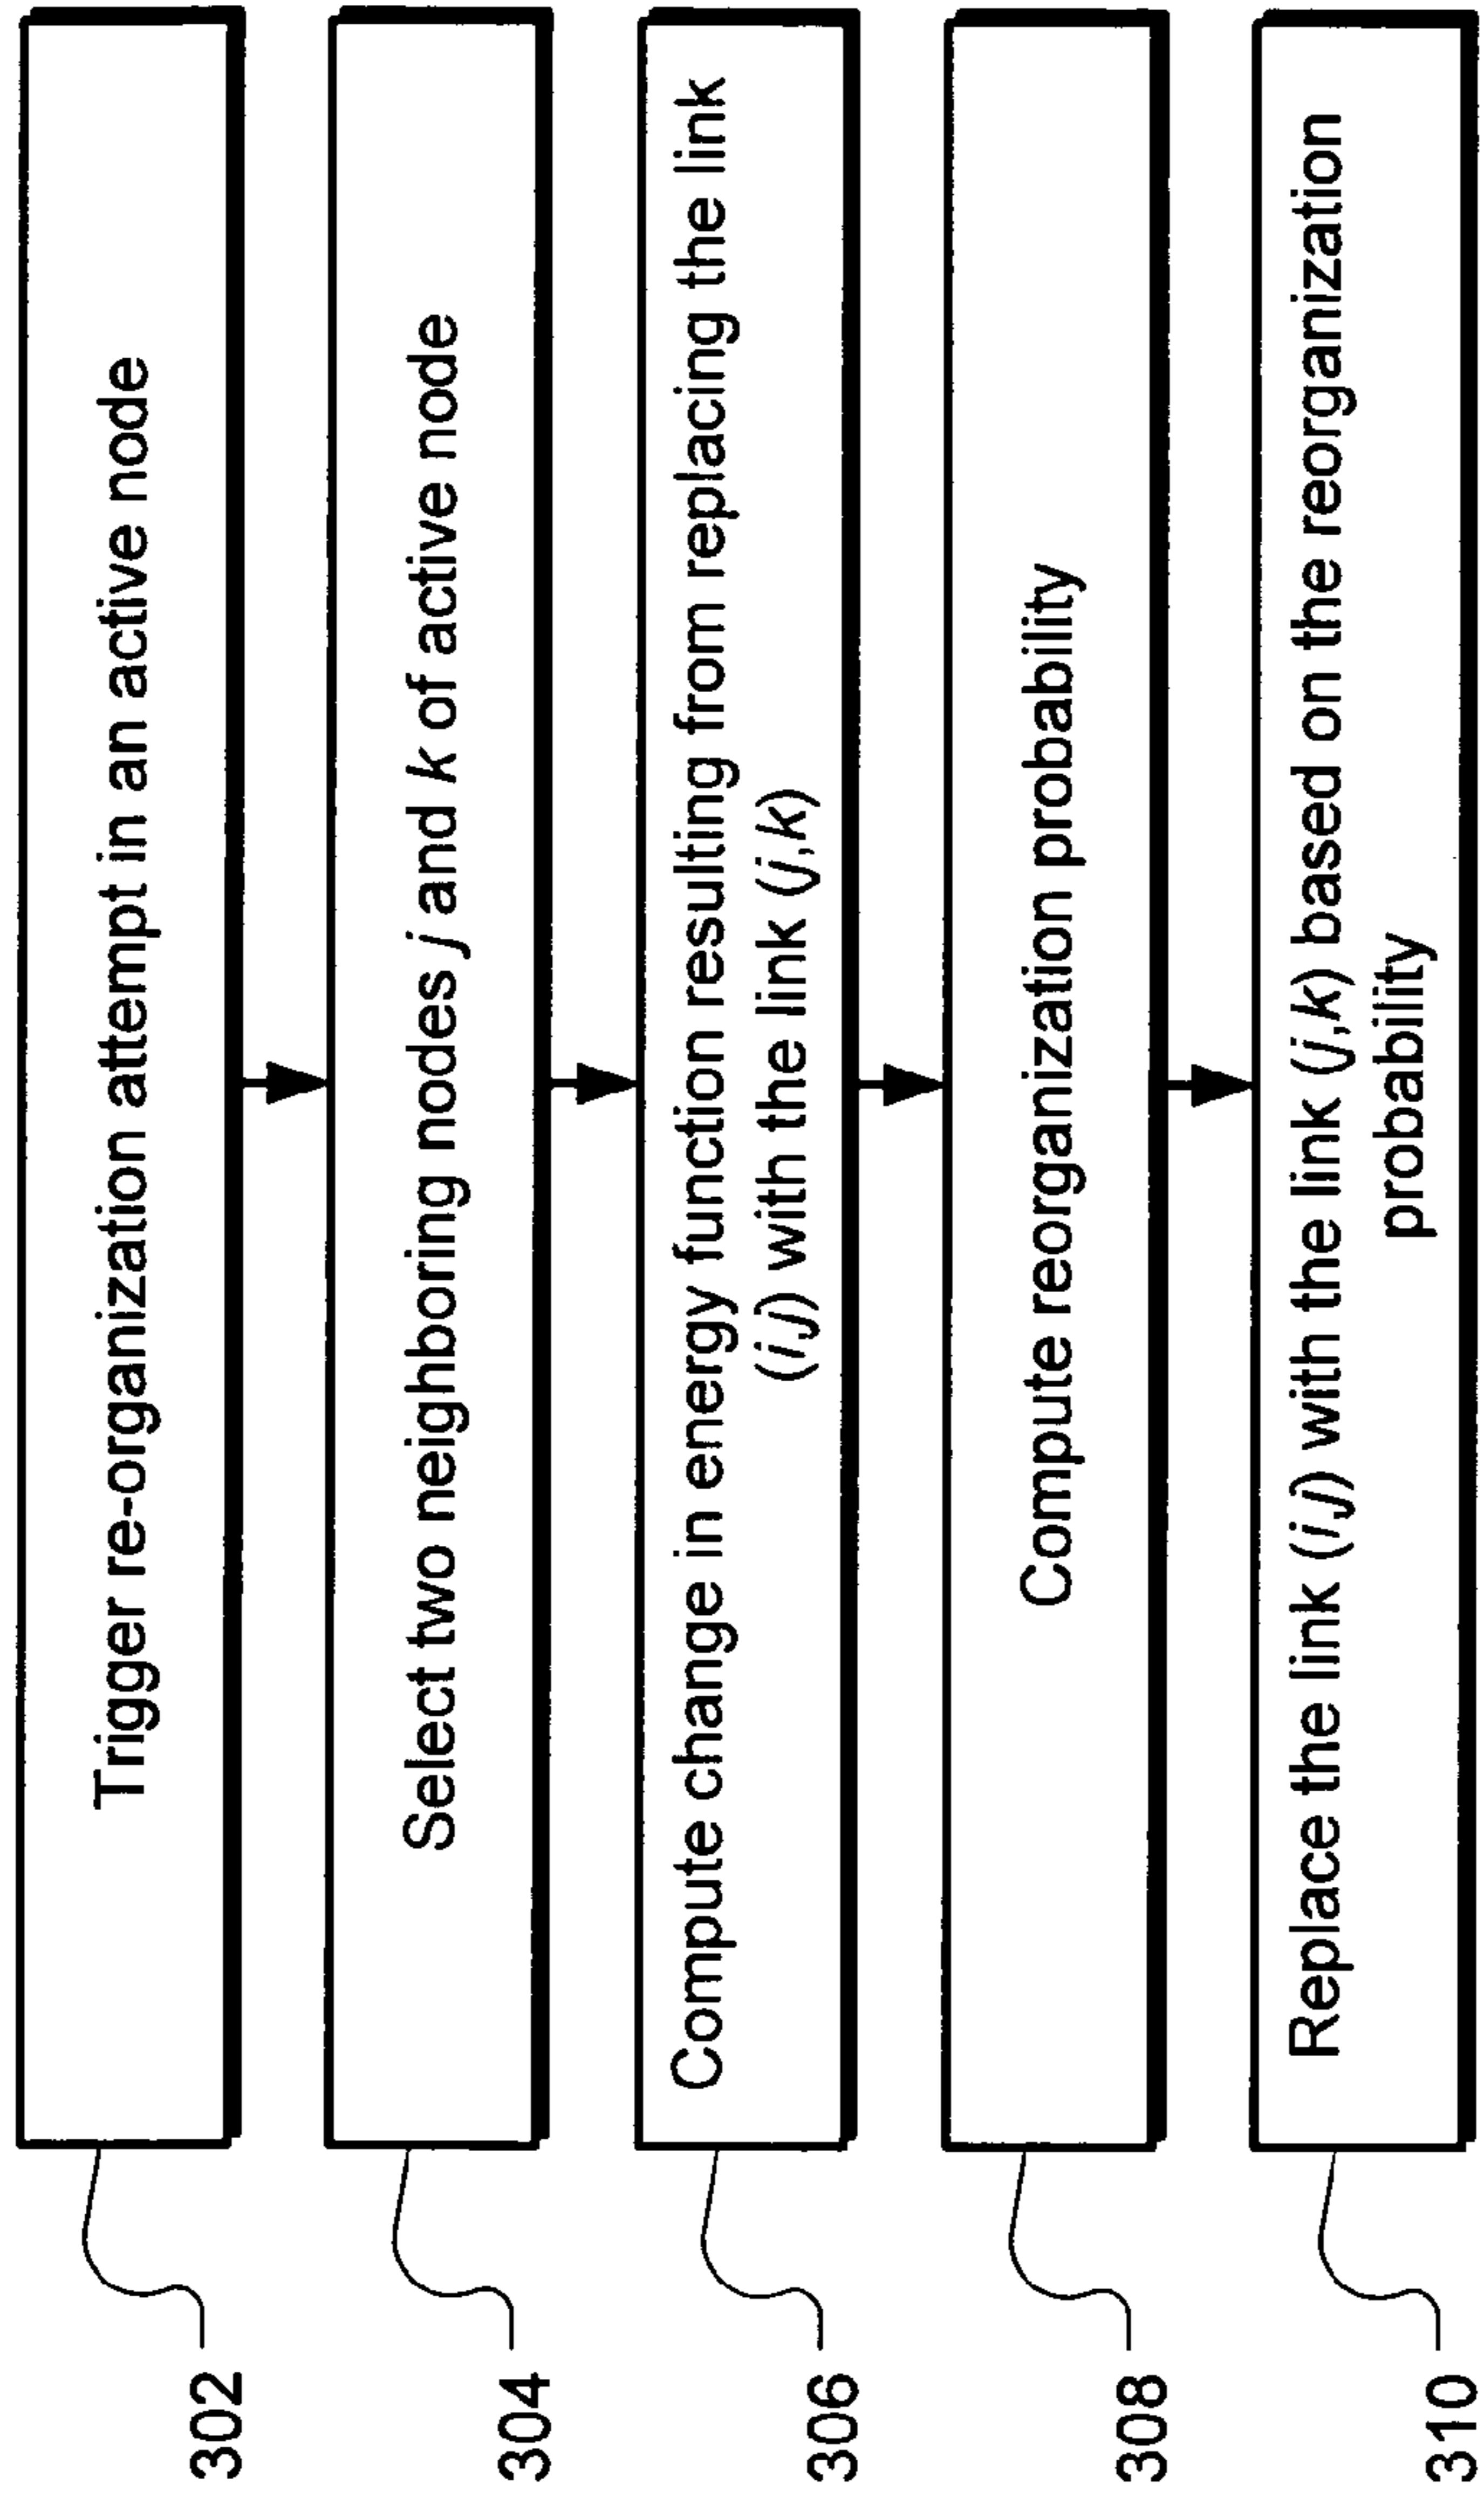 302
Trigger re-organization attempt in an active node
304
Select two neighboring nodes j and k of active node
306
Compute change in energy function resulting from replacing the link
(i,j) with the link (j,k)
308
Compute reorganization probability
310
Replace the link (i,j) with the link (j,k) based on the reorganization
probability